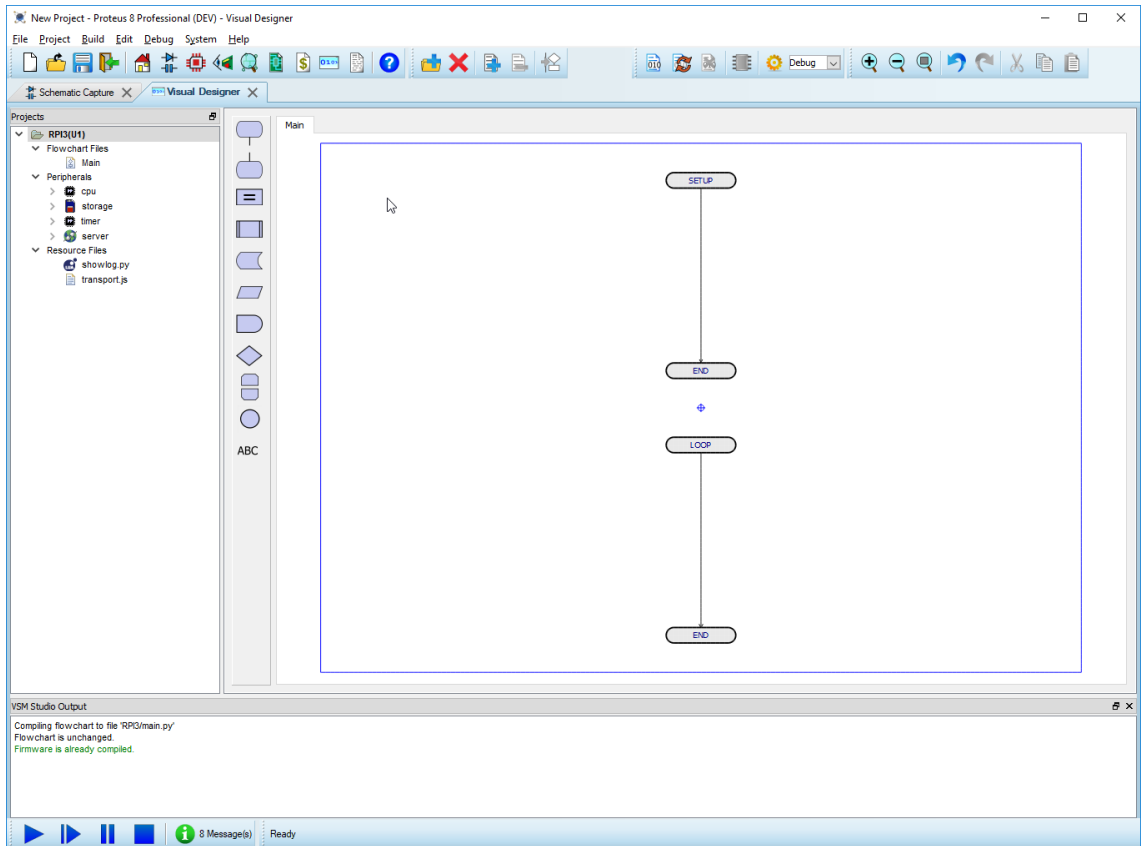 New Project - Proteus 8 Professional (DEV) - Visual Designer
File Project Build Edit Debug System Help
Debug
Schematic Capture Visual Designer
Projects
RPI3(U1)
Flowchart Files
Main
Peripherals
cpu
storage
timer
server
Resource Files
showlog.py
transport.js
ABC
Main
SETUP
END
LOOP
END
VSM Studio Output
Compiling flowchart to file 'RPI3/main.py'
Flowchart is unchanged.
Firmware is already compiled.
8 Message(s) Ready